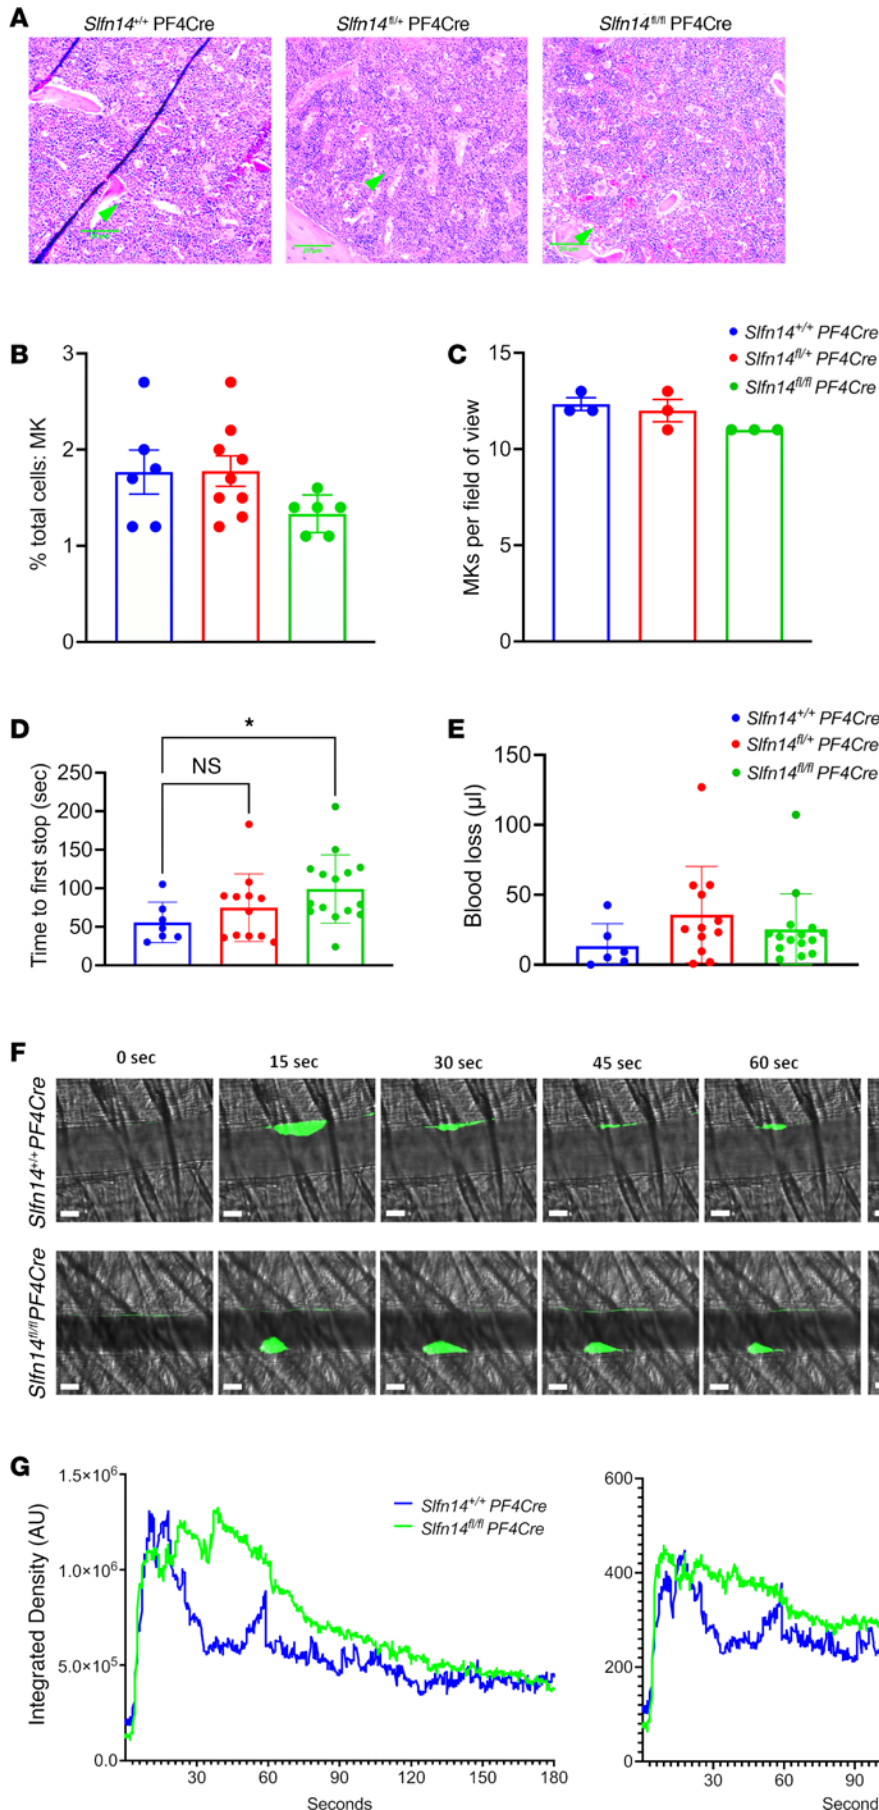 A
Slfn14+/+ PF4Cre
Slfn14fl/+ PF4Cre
Slfn14fl/fl PF4Cre
B
% total cells: MK
3
2
1
0
C
MKs per field of view
15
10
5
0
Slfn14+/+ PF4Cre
Slfn14fl/+ PF4Cre
Slfn14fl/fl PF4Cre
D
Time to first stop (sec)
250
200
150
100
50
0
NS
*
E
Blood loss (µl)
150
100
50
0
Slfn14+/+ PF4Cre
Slfn14fl/+ PF4Cre
Slfn14fl/fl PF4Cre
F
0 sec
15 sec
30 sec
45 sec
60 sec
Slfn14+/+PF4Cre
Slfn14fl/flPF4Cre
G
Integrated Density (AU)
1.5×10⁶
1.0×10⁶
5.0×10⁵
0.0
30
60
90
120
150
180
Seconds
Slfn14+/+ PF4Cre
Slfn14fl/fl PF4Cre
600
400
200
0
30
60
90
Second